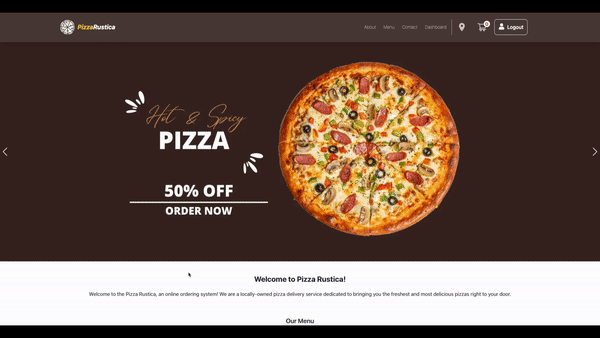 PizzaRustica
About Menu Contact Dashboard 0 Logout
Hot & Spicy
PIZZA
50% OFF
ORDER NOW
Welcome to Pizza Rustica!
Welcome to the Pizza Rustica, an online ordering system! We are a locally-owned pizza delivery service dedicated to bringing you the freshest and most delicious pizzas right to your door.
Our Menu